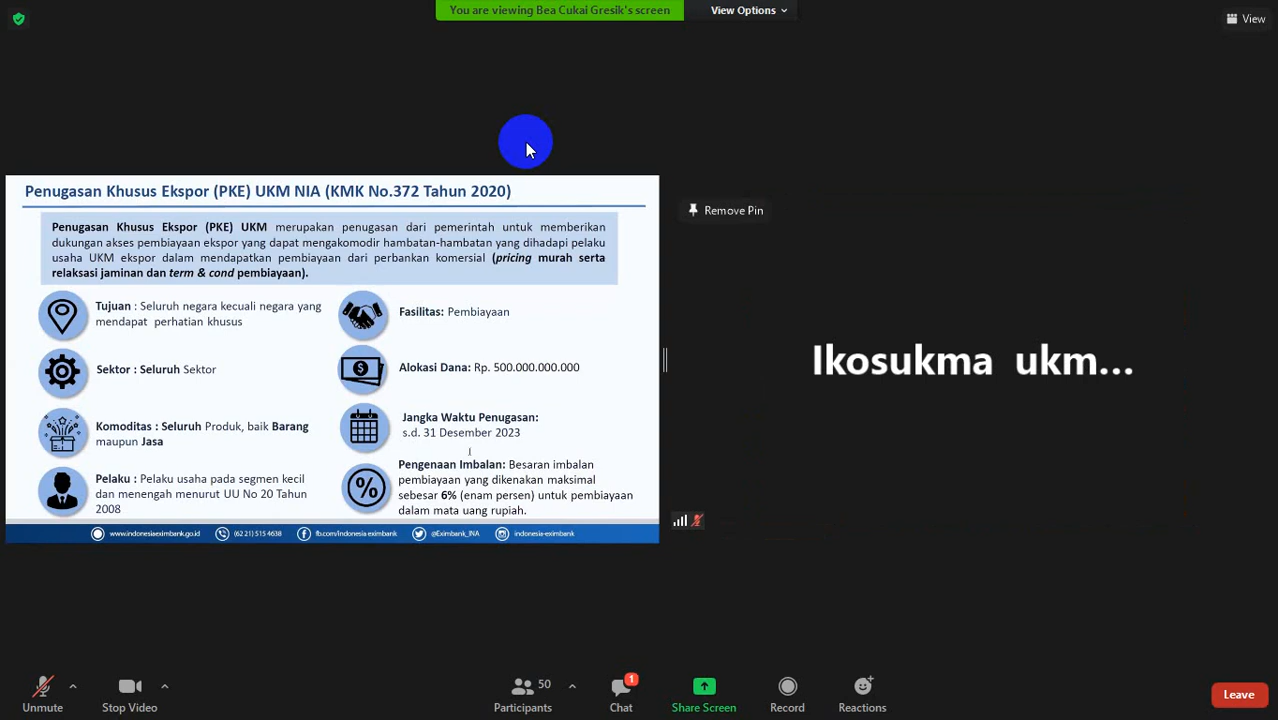 You are viewing Bea Cukai Gresik's screen
View Options
View
Penugasan Khusus Ekspor (PKE) UKM NIA (KMK No.372 Tahun 2020)
Penugasan Khusus Ekspor (PKE) UKM merupakan penugasan dari pemerintah untuk memberikan
dukungan akses pembiayaan ekspor yang dapat mengakomodir hambatan-hambatan yang dihadapi pelaku
usaha UKM ekspor dalam mendapatkan pembiayaan dari perbankan komersial (pricing murah serta
relaksasi jaminan dan term & cond pembiayaan).
Tujuan : Seluruh negara kecuali negara yang
mendapat perhatian khusus
Sektor : Seluruh Sektor
Komoditas : Seluruh Produk, baik Barang
maupun Jasa
Pelaku : Pelaku usaha pada segmen kecil
dan menengah menurut UU No 20 Tahun
2008
Fasilitas: Pembiayaan
Alokasi Dana: Rp. 500.000.000.000
Jangka Waktu Penugasan:
s.d. 31 Desember 2023
Pengenaan Imbalan: Besaran imbalan
pembiayaan yang dikenakan maksimal
sebesar 6% (enam persen) untuk pembiayaan
dalam mata uang rupiah.
www.indonesiaeximbank.go.id
(62 21) 515 4638
fb.com/indonesia-eximbank
@Eximbank_INA
indonesia-eximbank
Remove Pin
Ikosukma ukm...
Unmute
Stop Video
50
Participants
1
Chat
Share Screen
Record
Reactions
Leave